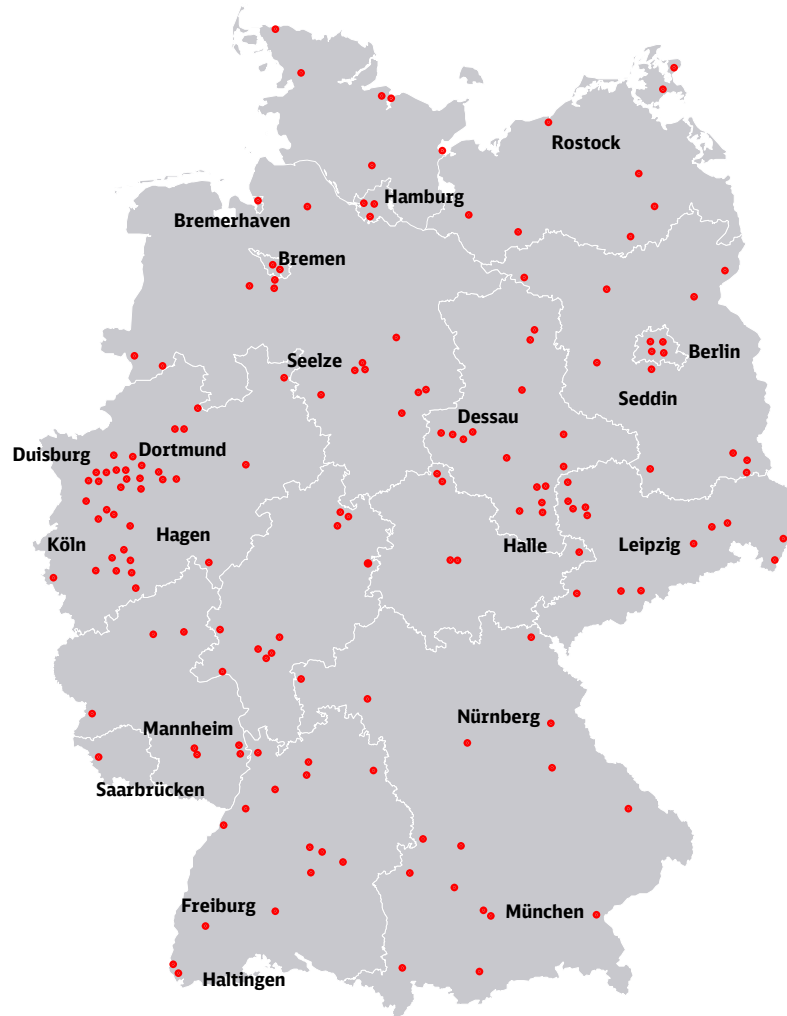 Rostock
Hamburg
Bremerhaven
Bremen
Berlin
Seelze
Seddin
Dessau
Dortmund
Duisburg
Hagen
Köln
Halle
Leipzig
Nürnberg
Mannheim
Saarbrücken
Freiburg
München
Haltingen